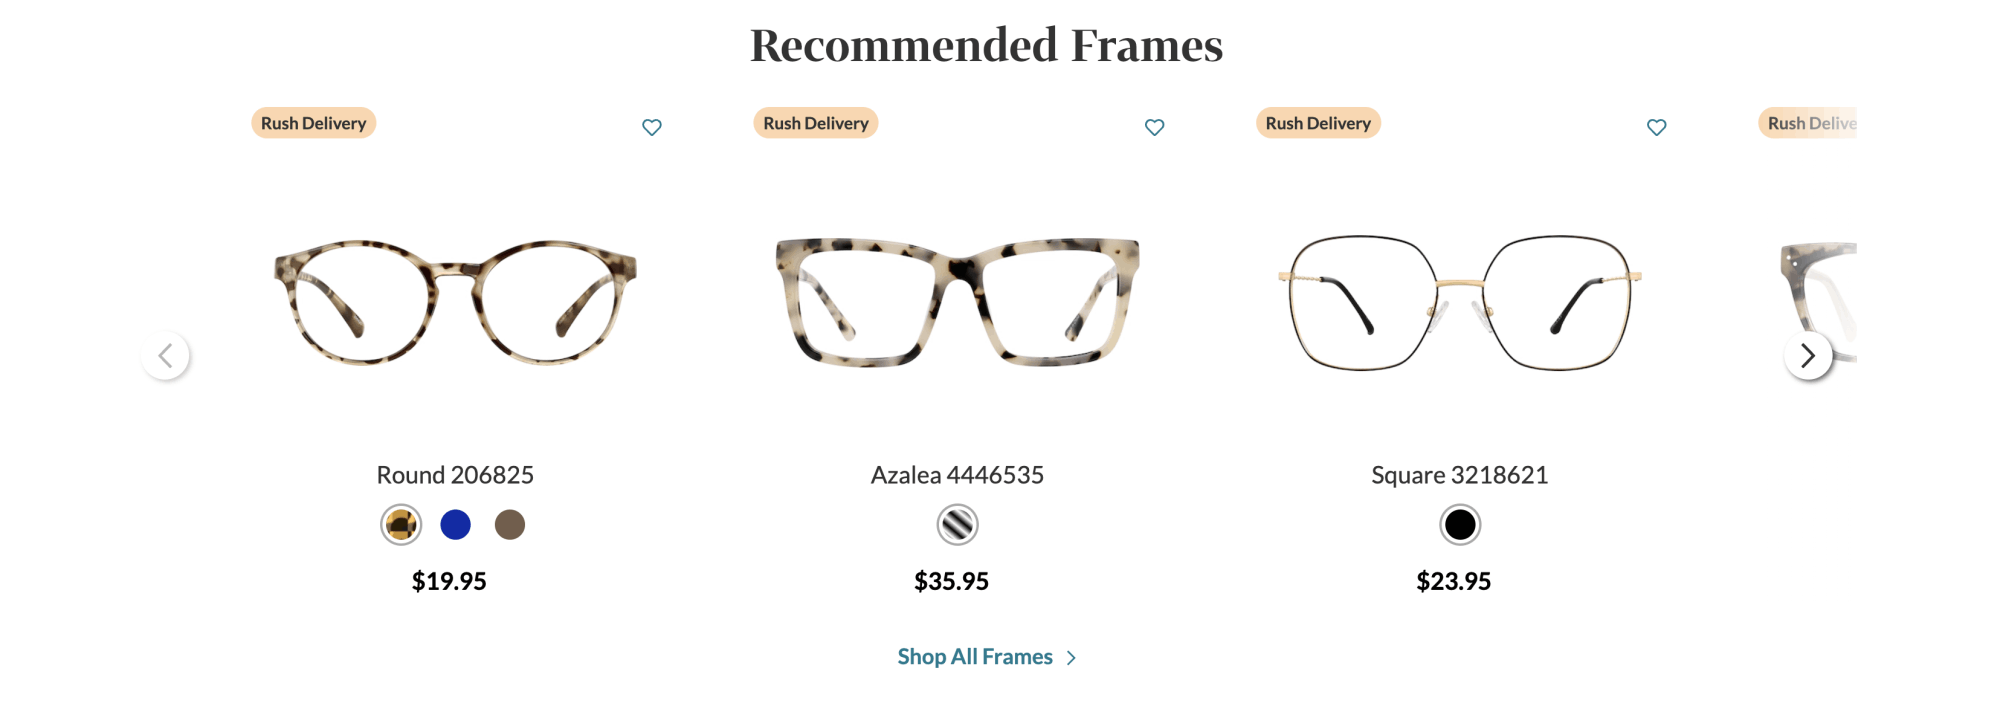 Recommended Frames
Rush Delivery
Rush Delivery
Rush Delivery
Rush Delive
Round 206825
Azalea 4446535
Square 3218621
$19.95
$35.95
$23.95
Shop All Frames